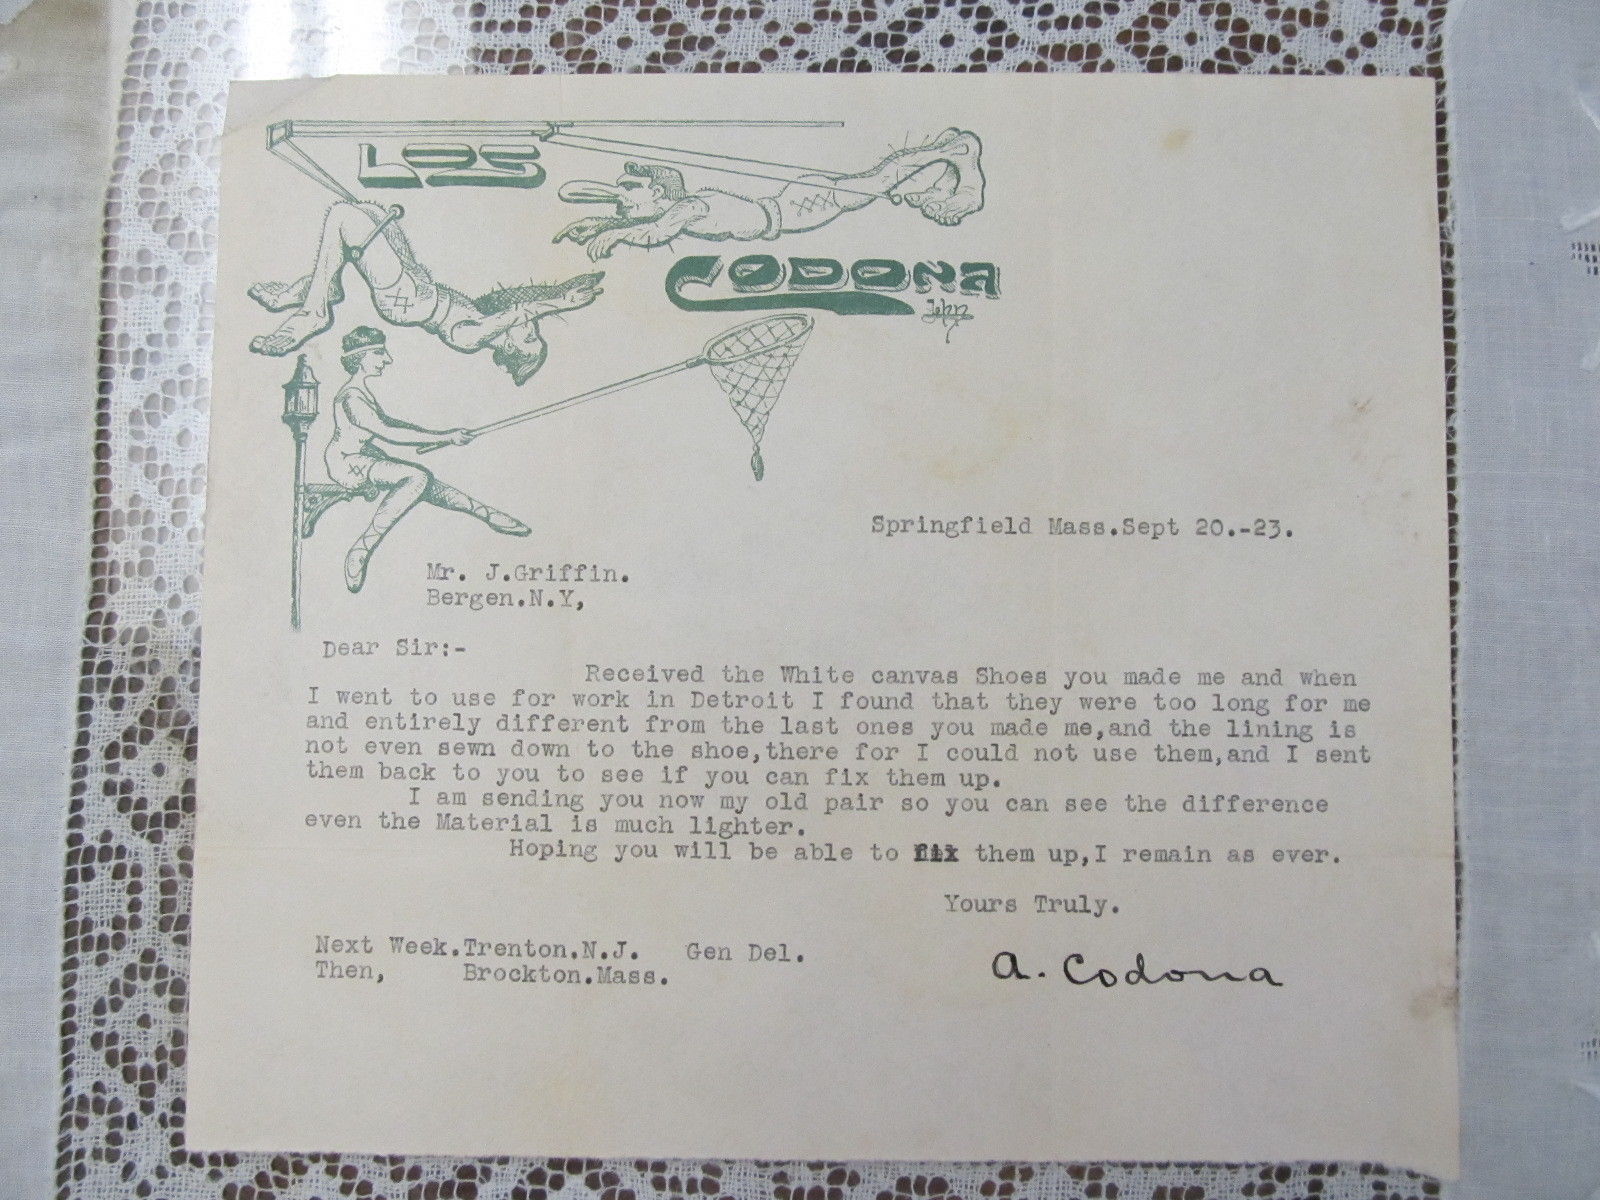 LOS
CODONA
John
Springfield Mass.Sept 20.-23.
Mr. J.Griffin.
Bergen.N.Y,
Dear Sir:-
Received the White canvas Shoes you made me and when
I went to use for work in Detroit I found that they were too long for me
and entirely different from the last ones you made me,and the lining is
not even sewn down to the shoe,there for I could not use them,and I sent
them back to you to see if you can fix them up.
I am sending you now my old pair so you can see the difference
even the Material is much lighter.
Hoping you will be able to fix them up,I remain as ever.
Yours Truly.
Next Week.Trenton.N.J. Gen Del.
Then, Brockton.Mass.
A. Codona